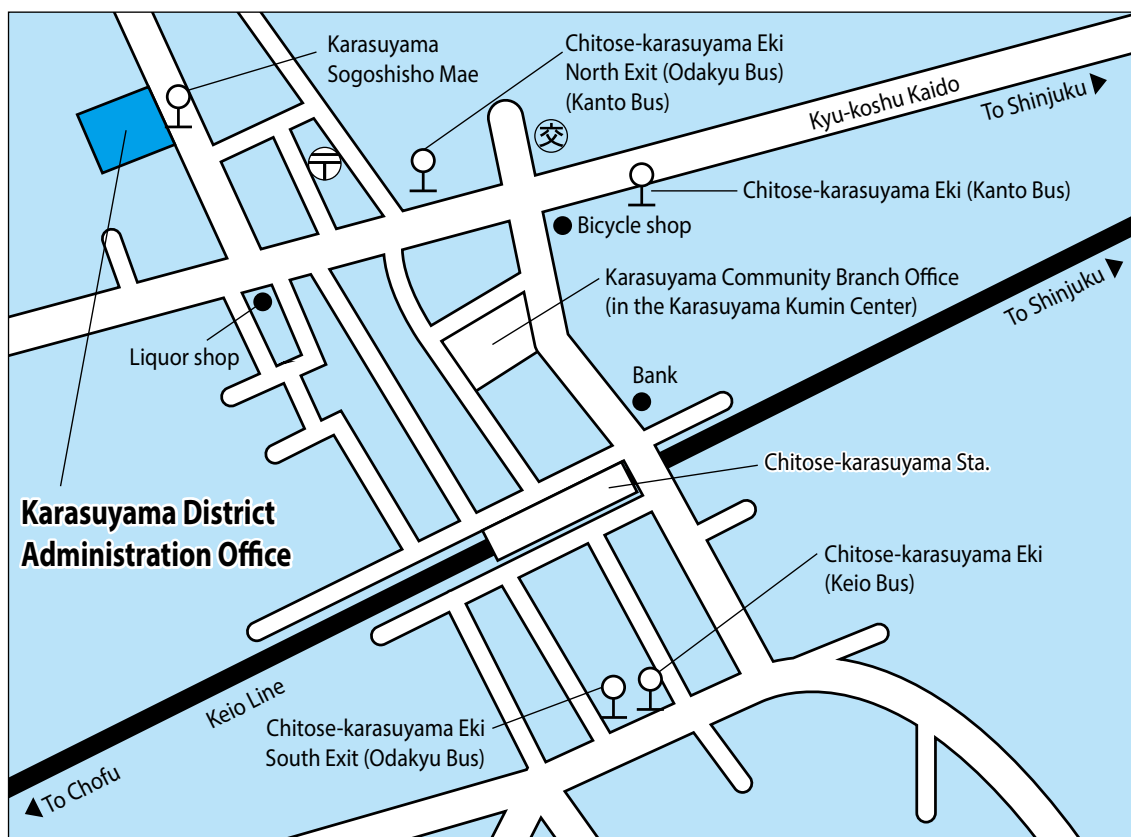 Karasuyama
Sogoshisho Mae
Chitose-karasuyama Eki
North Exit (Odakyu Bus)
(Kanto Bus)
Kyu-koshu Kaido
To Shinjuku
〒
交
Chitose-karasuyama Eki (Kanto Bus)
Bicycle shop
Karasuyama Community Branch Office
(in the Karasuyama Kumin Center)
To Shinjuku
Liquor shop
Bank
Chitose-karasuyama Sta.
Karasuyama District
Administration Office
Chitose-karasuyama Eki
(Keio Bus)
Keio Line
Chitose-karasuyama Eki
South Exit (Odakyu Bus)
To Chofu